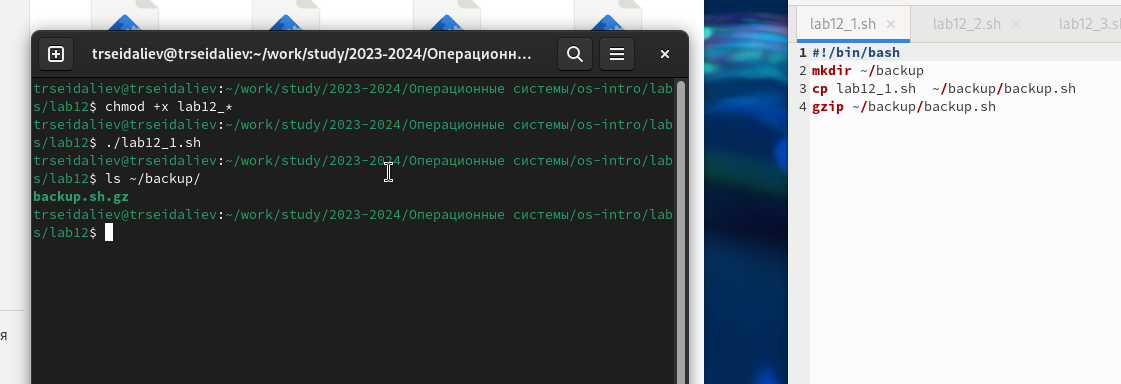 trseidaliev@trseidaliev:~/work/study/2023-2024/Операционн...
trseidaliev@trseidaliev:~/work/study/2023-2024/Операционные системы/os-intro/lab
s/lab12$ chmod +x lab12_*
trseidaliev@trseidaliev:~/work/study/2023-2024/Операционные системы/os-intro/lab
s/lab12$ ./lab12_1.sh
trseidaliev@trseidaliev:~/work/study/2023-2024/Операционные системы/os-intro/lab
s/lab12$ ls ~/backup/
backup.sh.gz
trseidaliev@trseidaliev:~/work/study/2023-2024/Операционные системы/os-intro/lab
s/lab12$
я
lab12_1.sh × lab12_2.sh × lab12_3.s
1 #!/bin/bash
2 mkdir ~/backup
3 cp lab12_1.sh  ~/backup/backup.sh
4 gzip ~/backup/backup.sh